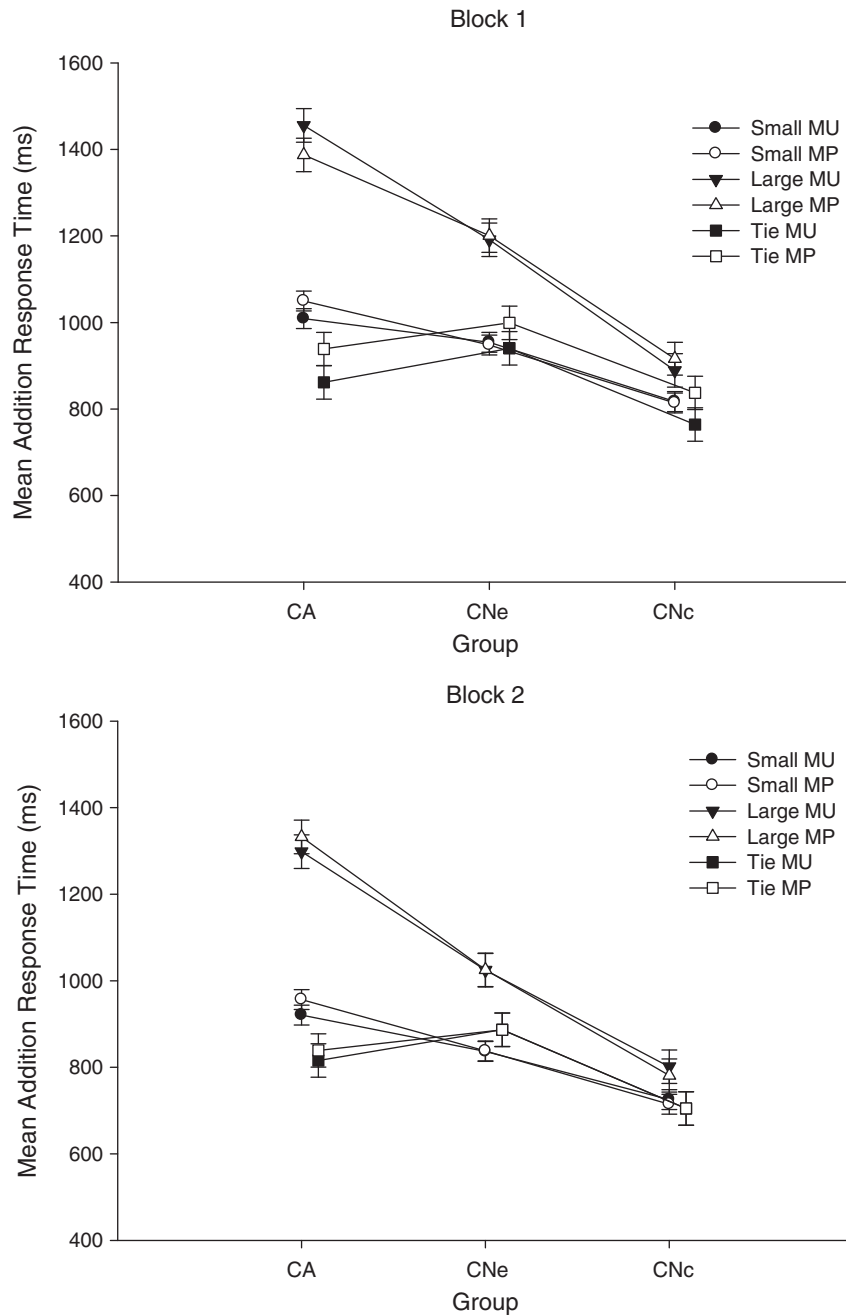 Block 1
Mean Addition Response Time (ms)
1600
1400
1200
1000
800
600
400
Small MU
Small MP
Large MU
Large MP
Tie MU
Tie MP
CA CNe CNc
Group
Block 2
Mean Addition Response Time (ms)
1600
1400
1200
1000
800
600
400
Small MU
Small MP
Large MU
Large MP
Tie MU
Tie MP
CA CNe CNc
Group